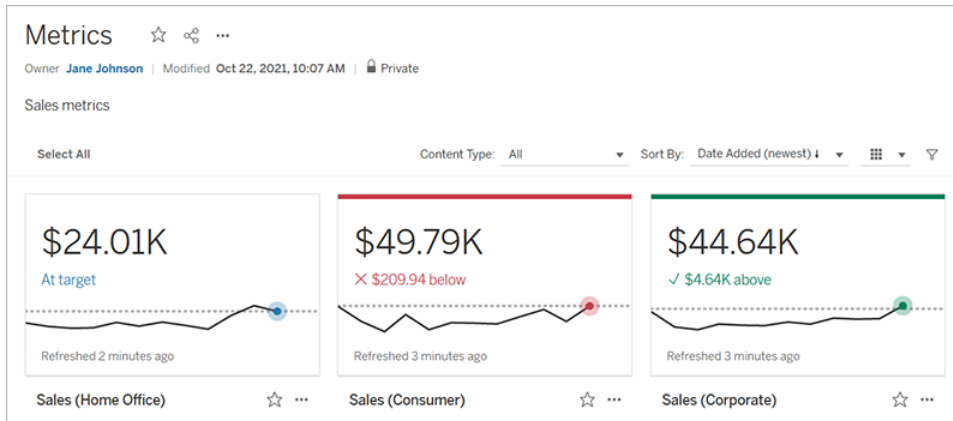 Metrics
Owner Jane Johnson | Modified Oct 22, 2021, 10:07 AM | Private
Sales metrics
Select All Content Type: All Sort By: Date Added (newest) ↓
$24.01K $49.79K $44.64K
At target × $209.94 below ✓ $4.64K above
Refreshed 2 minutes ago Refreshed 3 minutes ago Refreshed 3 minutes ago
Sales (Home Office) Sales (Consumer) Sales (Corporate)